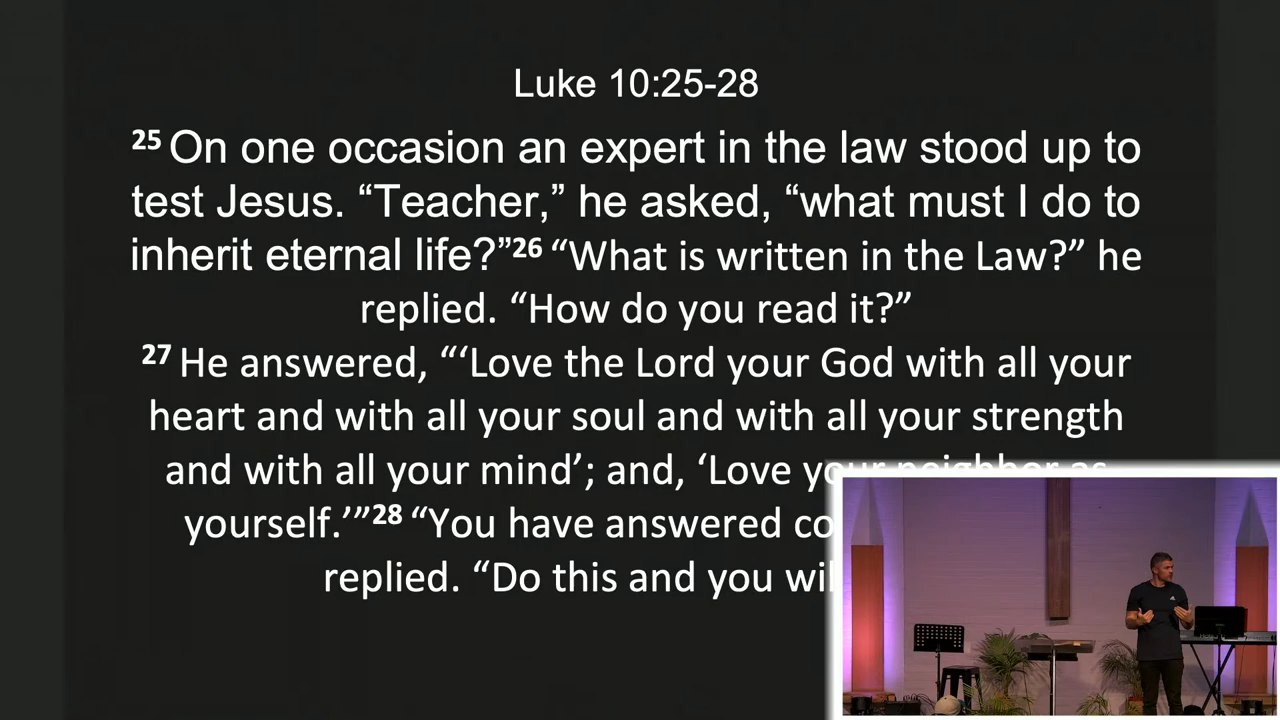 Luke 10:25-28
25 On one occasion an expert in the law stood up to
test Jesus. “Teacher,” he asked, “what must I do to
inherit eternal life?”26 “What is written in the Law?” he
replied. “How do you read it?”
27 He answered, “‘Love the Lord your God with all your
heart and with all your soul and with all your strength
and with all your mind’; and, ‘Love your neighbor as
yourself.’”28 “You have answered
replied. “Do this and you